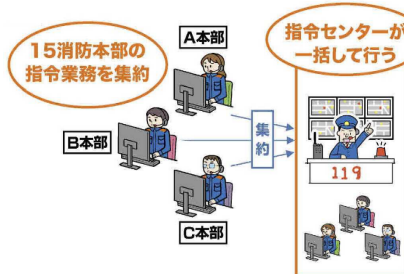 A本部
15消防本部の
指令業務を集約
指令センターが
一括して行う
B本部
集約
119
C本部